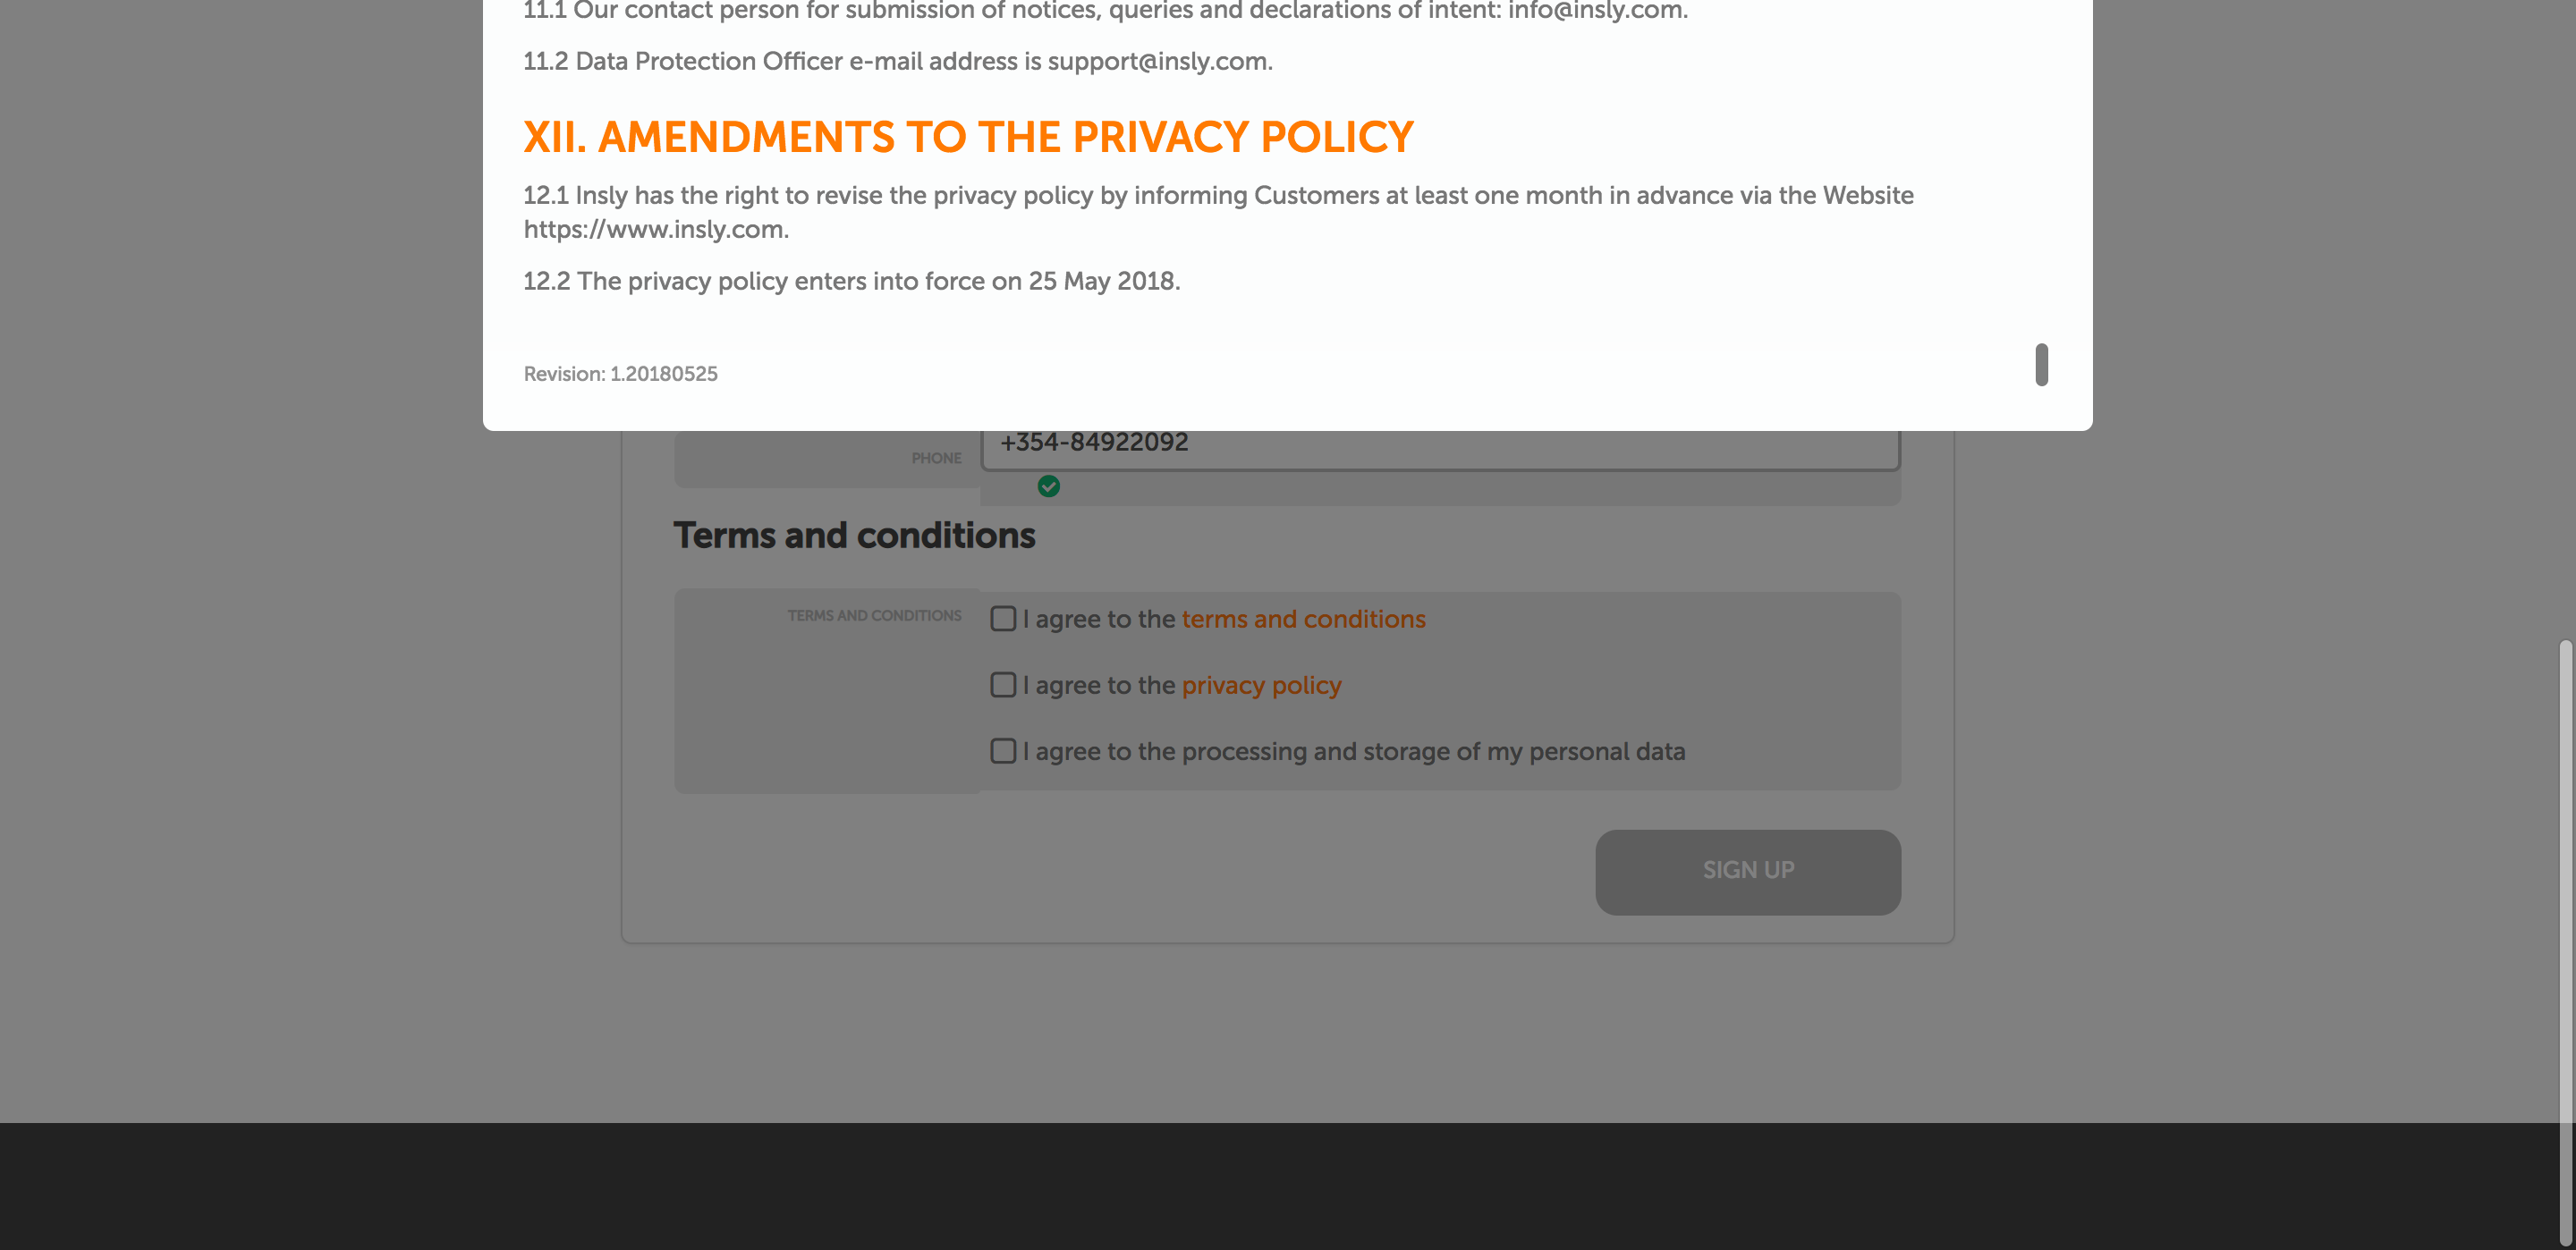 11.1 Our contact person for submission of notices, queries and declarations of intent: info@insly.com.
11.2 Data Protection Officer e-mail address is support@insly.com.
XII. AMENDMENTS TO THE PRIVACY POLICY
12.1 Insly has the right to revise the privacy policy by informing Customers at least one month in advance via the Website
https://www.insly.com.
12.2 The privacy policy enters into force on 25 May 2018.
Revision: 1.20180525
PHONE
+354-84922092
Terms and conditions
TERMS AND CONDITIONS
I agree to the terms and conditions
I agree to the privacy policy
I agree to the processing and storage of my personal data
SIGN UP